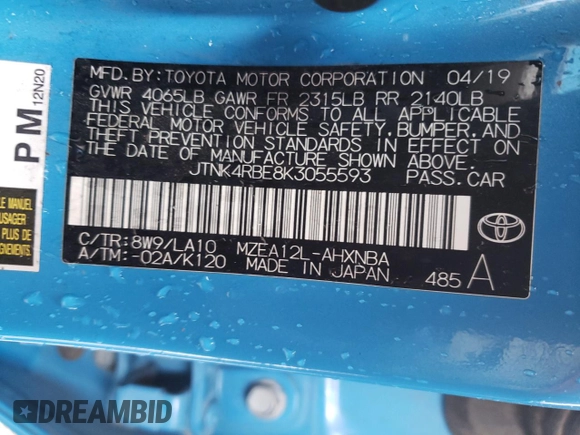 MFD. BY: TOYOTA MOTOR CORPORATION 04/19
GVWR 4065LB GAWR FR 2315LB RR 2140LB
THIS VEHICLE CONFORMS TO ALL APPLICABLE
FEDERAL MOTOR VEHICLE SAFETY, BUMPER, AND
THEFT PREVENTION STANDARDS IN EFFECT ON
THE DATE OF MANUFACTURE SHOWN ABOVE.
JTNK4RBE8K3055593 PASS. CAR
C/TR: 8W9/LA10 MZEA12L-AHXNBA
A/TM: -02A/K120 MADE IN JAPAN
485 A
TOYOTA
PM
12N20
LE MANUEL
USAGER
PLUS
DREAMBID